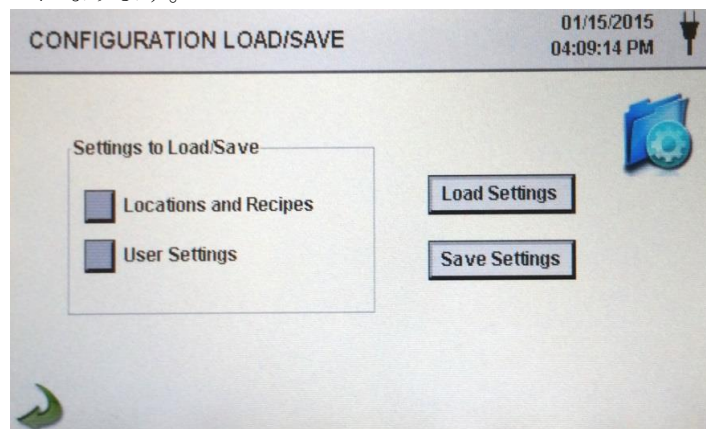 CONFIGURATION LOAD/SAVE
01/15/2015
04:09:14 PM
Settings to Load/Save
Locations and Recipes
User Settings
Load Settings
Save Settings